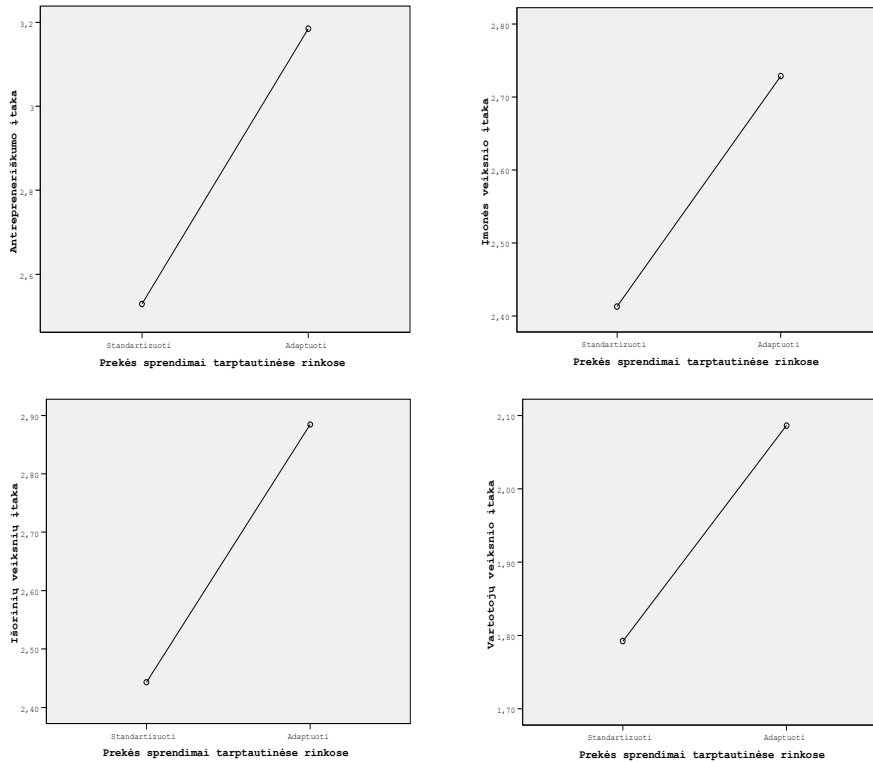 Antrepreneriškumo įtaka
3,2
3
2,8
2,6
Standartizuoti
Adaptuoti
Prekės sprendimai tarptautinėse rinkose
Įmonės veiksnio įtaka
2,80
2,70
2,60
2,50
2,40
Standartizuoti
Adaptuoti
Prekės sprendimai tarptautinėse rinkose
Išorinių veiksnių įtaka
2,90
2,80
2,70
2,60
2,50
2,40
Standartizuoti
Adaptuoti
Prekės sprendimai tarptautinėse rinkose
Vartotojų veiksnio įtaka
2,10
2,00
1,90
1,80
1,70
Standartizuoti
Adaptuoti
Prekės sprendimai tarptautinėse rinkose